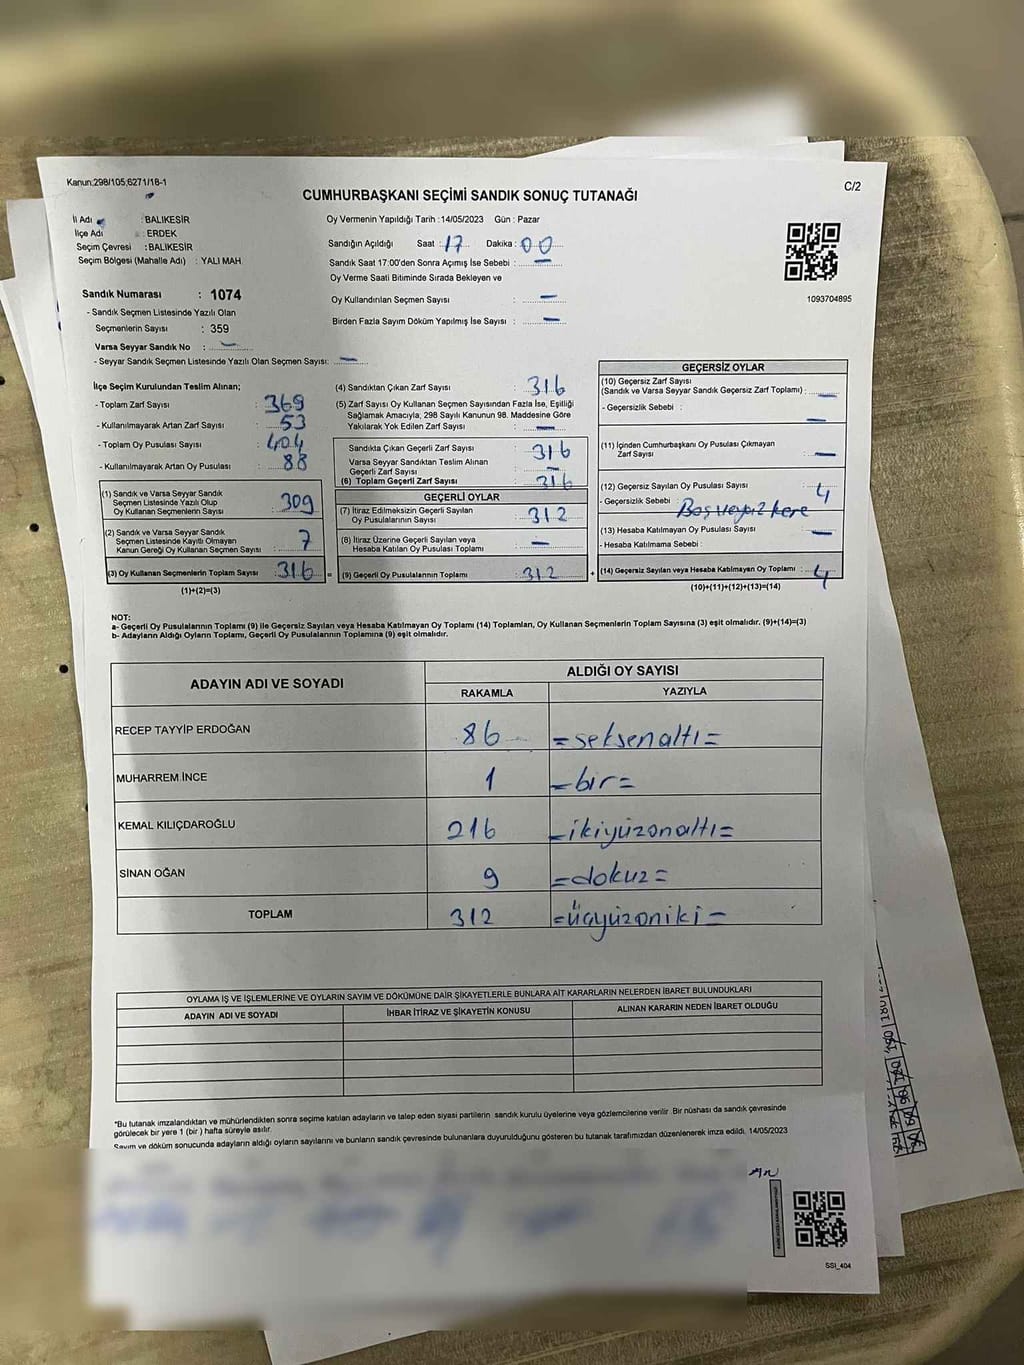 Kanun;298/105;6271/18-1
C/2
CUMHURBAŞKANI SEÇİMİ SANDIK SONUÇ TUTANAĞI
İl Adı : BALIKESİR
İlçe Adı : ERDEK
Seçim Çevresi : BALIKESİR
Seçim Bölgesi (Mahalle Adı) : YALI MAH.
Sandık Numarası : 1074
- Sandık Seçmen Listesinde Yazılı Olan
Seçmenlerin Sayısı : 359
Varsa Seyyar Sandık No : —
- Seyyar Sandık Seçmen Listesinde Yazılı Olan Seçmen Sayısı: —
Oy Vermenin Yapıldığı Tarih :14/05/2023 Gün : Pazar
Sandığın Açıldığı Saat : 17 Dakika : 00
Sandık Saat 17:00'den Sonra Açımış İse Sebebi : —
Oy Verme Saati Bitiminde Sırada Bekleyen ve
Oy Kullandırılan Seçmen Sayısı : —
Birden Fazla Sayım Döküm Yapılmış İse Sayısı : —
1093704895
İlçe Seçim Kurulundan Teslim Alınan;
- Toplam Zarf Sayısı : 369
- Kullanılmayarak Artan Zarf Sayısı : 53
- Toplam Oy Pusulası Sayısı : 404
- Kullanılmayarak Artan Oy Pusulası : 88
(1) Sandık ve Varsa Seyyar Sandık
Seçmen Listesinde Yazılı Olup
Oy Kullanan Seçmenlerin Sayısı : 309
(2) Sandık ve Varsa Seyyar Sandık
Seçmen Listesinde Kayıtlı Olmayan
Kanun Gereği Oy Kullanan Seçmen Sayısı : 7
(3) Oy Kullanan Seçmenlerin Toplam Sayısı : 316 =
(1)+(2)=(3)
(4) Sandıktan Çıkan Zarf Sayısı : 316
(5) Zarf Sayısı Oy Kullanan Seçmen Sayısından Fazla İse, Eşitliği
Sağlamak Amacıyla, 298 Sayılı Kanunun 98. Maddesine Göre
Yakılarak Yok Edilen Zarf Sayısı : —
Sandıkta Çıkan Geçerli Zarf Sayısı : 316
Varsa Seyyar Sandıktan Teslim Alınan
Geçerli Zarf Sayısı : —
(6) Toplam Geçerli Zarf Sayısı : 316
GEÇERLİ OYLAR
(7) İtiraz Edilmeksizin Geçerli Sayılan
Oy Pusulalarının Sayısı : 312
(8) İtiraz Üzerine Geçerli Sayılan veya
Hesaba Katılan Oy Pusulası Toplamı : —
(9) Geçerli Oy Pusulalarının Toplamı : 312 +
GEÇERSİZ OYLAR
(10) Geçersiz Zarf Sayısı
(Sandık ve Varsa Seyyar Sandık Geçersiz Zarf Toplamı) : —
- Geçersizlik Sebebi : —
(11) İçinden Cumhurbaşkanı Oy Pusulası Çıkmayan
Zarf Sayısı : —
(12) Geçersiz Sayılan Oy Pusulası Sayısı : 4
- Geçersizlik Sebebi :
(13) Hesaba Katılmayan Oy Pusulası Sayısı : —
- Hesaba Katılmama Sebebi :
(14) Geçersiz Sayılan veya Hesaba Katılmayan Oy Toplamı : 4
(10)+(11)+(12)+(13)=(14)
NOT:
a- Geçerli Oy Pusulalarının Toplamı (9) ile Geçersiz Sayılan veya Hesaba Katılmayan Oy Toplamı (14) Toplamları, Oy Kullanan Seçmenlerin Toplam Sayısına (3) eşit olmalıdır. (9)+(14)=(3)
b- Adayların Aldığı Oyların Toplamı, Geçerli Oy Pusulalarının Toplamına (9) eşit olmalıdır.
ADAYIN ADI VE SOYADI ALDIĞI OY SAYISI
RAKAMLA YAZIYLA
RECEP TAYYİP ERDOĞAN 86 =seksenaltı=
MUHARREM İNCE 1 =bir=
KEMAL KILIÇDAROĞLU 216 =ikiyüzonaltı=
SİNAN OĞAN 9 =dokuz=
TOPLAM 312 =üçyüzoniki=
OYLAMA İŞ VE İŞLEMLERİNE VE OYLARIN SAYIM VE DÖKÜMÜNE DAİR ŞİKAYETLERLE BUNLARA AİT KARARLARIN NELERDEN İBARET BULUNDUKLARI
ADAYIN ADI VE SOYADI İHBAR İTİRAZ VE ŞİKAYETİN KONUSU ALINAN KARARIN NEDEN İBARET OLDUĞU
*Bu tutanak imzalandıktan ve mühürlendikten sonra seçime katılan adayların ve talep eden siyasi partilerin sandık kurulu üyelerine veya gözlemcilerine verilir. Bir nüshası da sandık çevresinde
görülecek bir yere 1 (bir) hafta süreyle asılır.
Sayım ve döküm sonucunda adayların aldığı oyların sayılarını ve bunların sandık çevresinde bulunanlara duyurulduğunu gösteren bu tutanak tarafımızdan düzenlenerek imza edildi. 14/05/2023
SSI_404